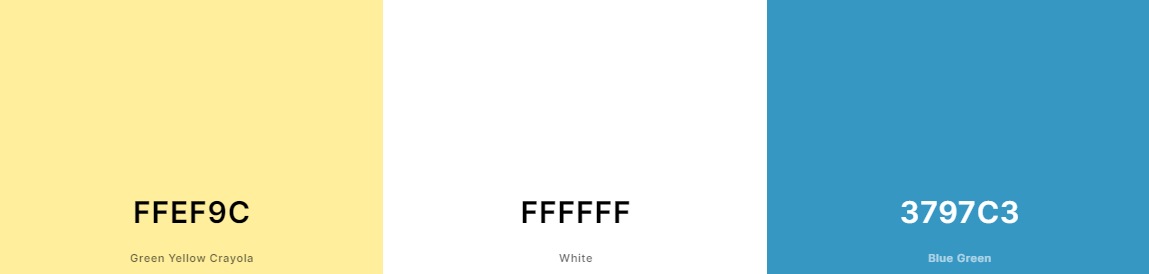 FFEF9C
Green Yellow Crayola
FFFFFF
White
3797C3
Blue Green